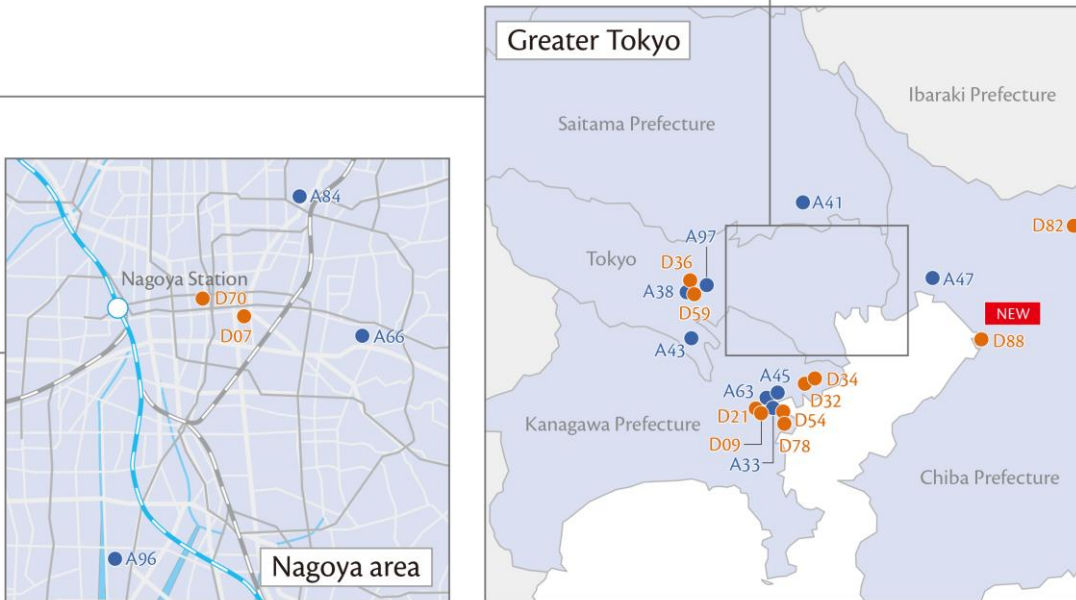 Greater Tokyo
Ibaraki Prefecture
Saitama Prefecture
A84
A41
D82
A97
Tokyo
D36
Nagoya Station
A47
A38
D70
D59
NEW
D07
A66
D88
A43
A45
D34
A63
D32
D21
D54
Kanagawa Prefecture
D09
D78
A33
Chiba Prefecture
A96
Nagoya area